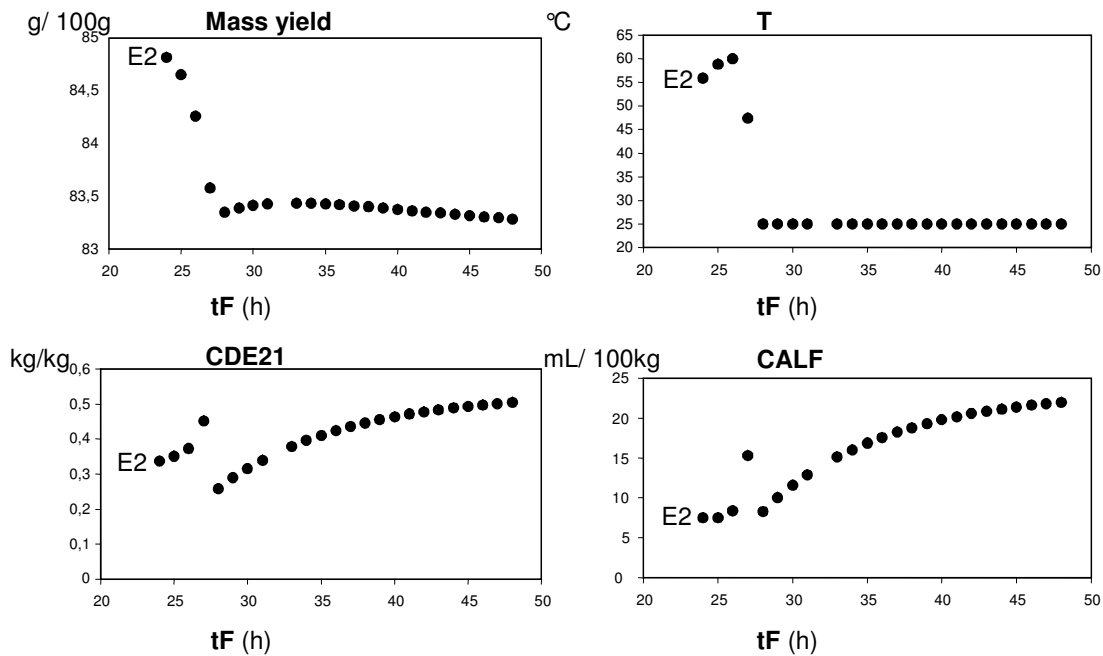 g/ 100g Mass yield
85
84,5
84
83,5
83
E2
20 25 30 35 40 45 50
tF (h)
°C T
65
60
55
50
45
40
35
30
25
20
E2
20 25 30 35 40 45 50
tF (h)
kg/kg CDE21
0,6
0,5
0,4
0,3
0,2
0,1
0
E2
20 25 30 35 40 45 50
tF (h)
mL/ 100kg CALF
25
20
15
10
5
0
E2
20 25 30 35 40 45 50
tF (h)